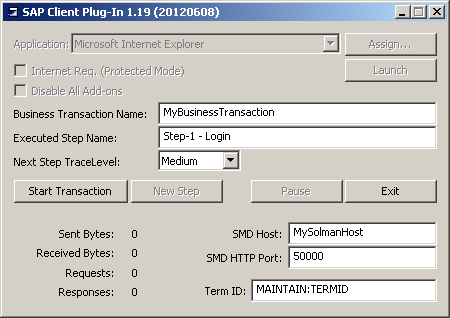 SAP Client Plug-In 1.19 (20120608)
Application: Microsoft Internet Explorer Assign...
Internet Req. (Protected Mode) Launch
Disable All Add-ons
Business Transaction Name: MyBusinessTransaction
Executed Step Name: Step-1 - Login
Next Step TraceLevel: Medium
Start Transaction New Step Pause Exit
Sent Bytes: 0 SMD Host: MySolmanHost
Received Bytes: 0 SMD HTTP Port: 50000
Requests: 0
Responses: 0 Term ID: MAINTAIN:TERMID